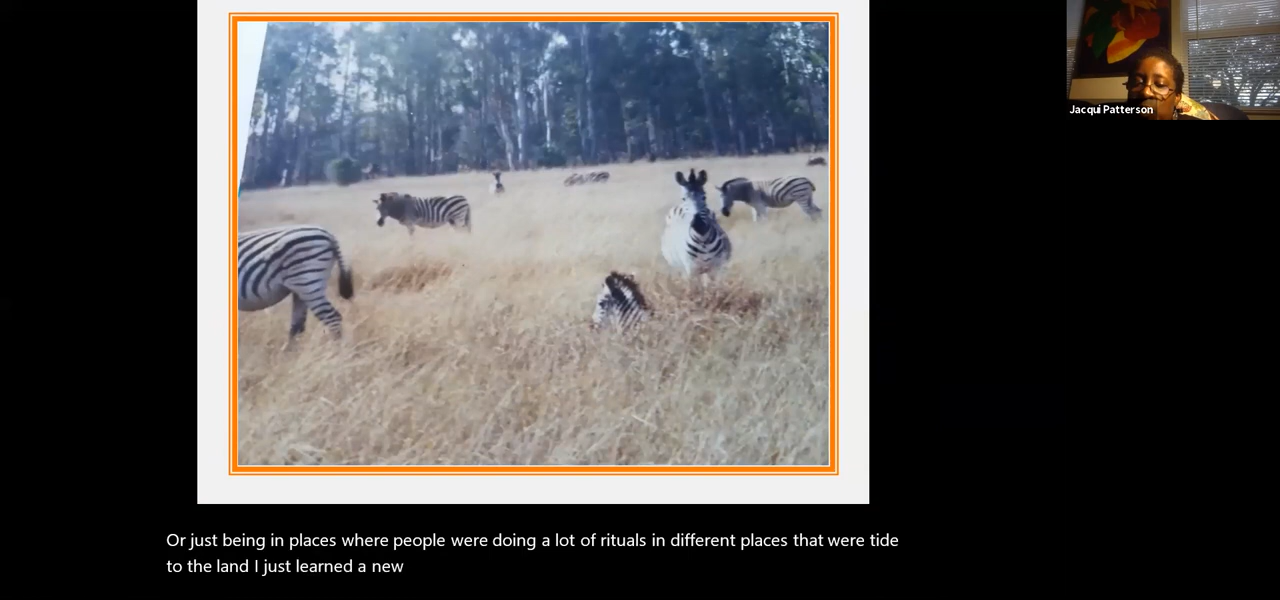 Jacqui Patterson
Or just being in places where people were doing a lot of rituals in different places that were tide
to the land I just learned a new